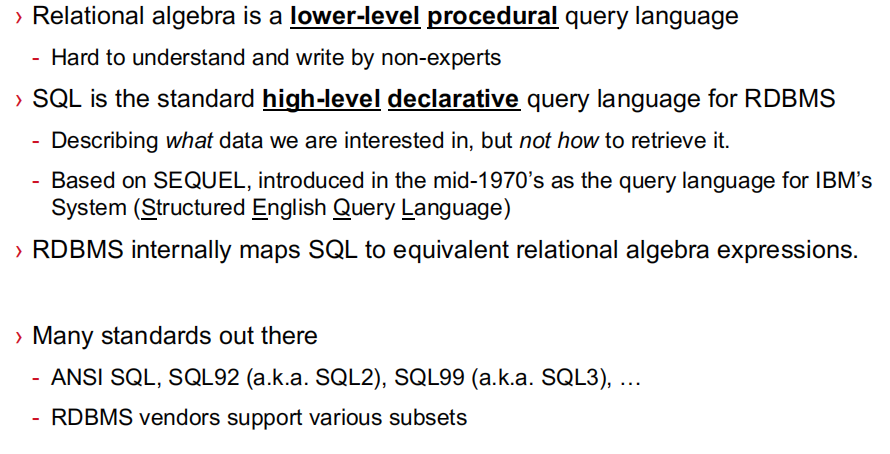 › Relational algebra is a lower-level procedural query language
- Hard to understand and write by non-experts
› SQL is the standard high-level declarative query language for RDBMS
- Describing what data we are interested in, but not how to retrieve it.
- Based on SEQUEL, introduced in the mid-1970's as the query language for IBM's
System (Structured English Query Language)
› RDBMS internally maps SQL to equivalent relational algebra expressions.
› Many standards out there
- ANSI SQL, SQL92 (a.k.a. SQL2), SQL99 (a.k.a. SQL3), …
- RDBMS vendors support various subsets